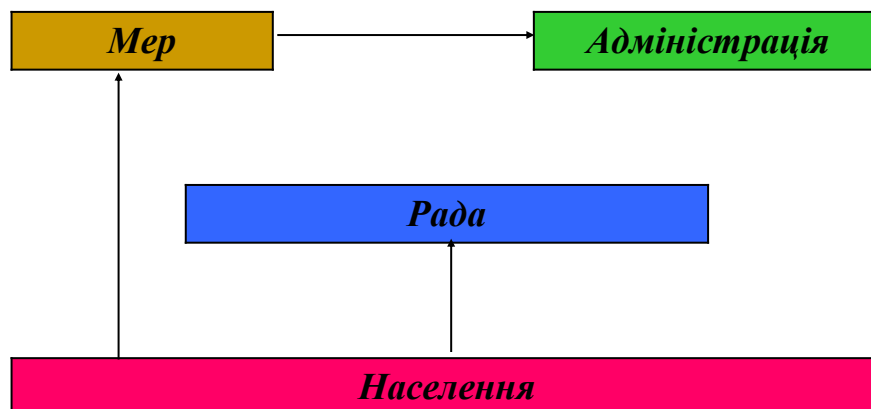 Мер
Адміністрація
Рада
Населення